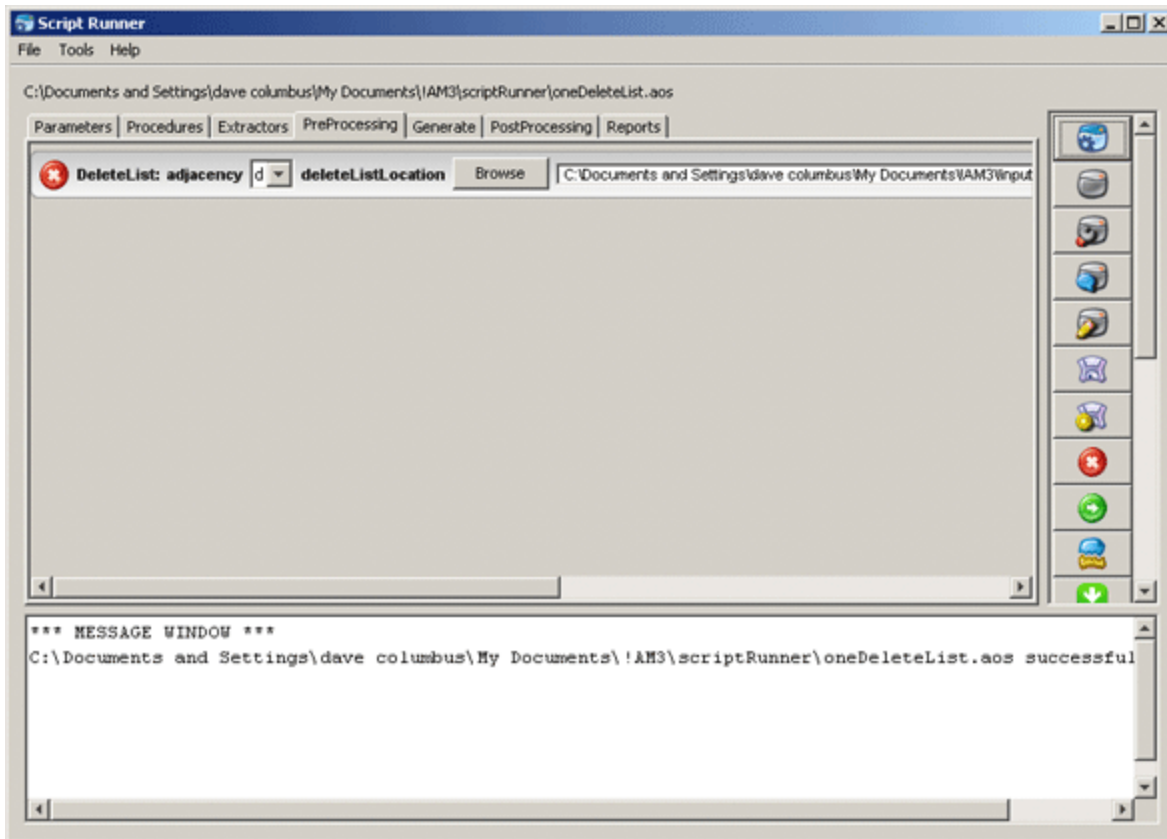 Script Runner
File Tools Help
C:\Documents and Settings\dave columbus\My Documents\!AM3\scriptRunner\oneDeleteList.aos
Parameters Procedures Extractors PreProcessing Generate PostProcessing Reports
DeleteList: adjacency d deleteListLocation Browse C:\Documents and Settings\dave columbus\My Documents\!AM3\input
*** MESSAGE WINDOW ***
C:\Documents and Settings\dave columbus\My Documents\!AM3\scriptRunner\oneDeleteList.aos successful